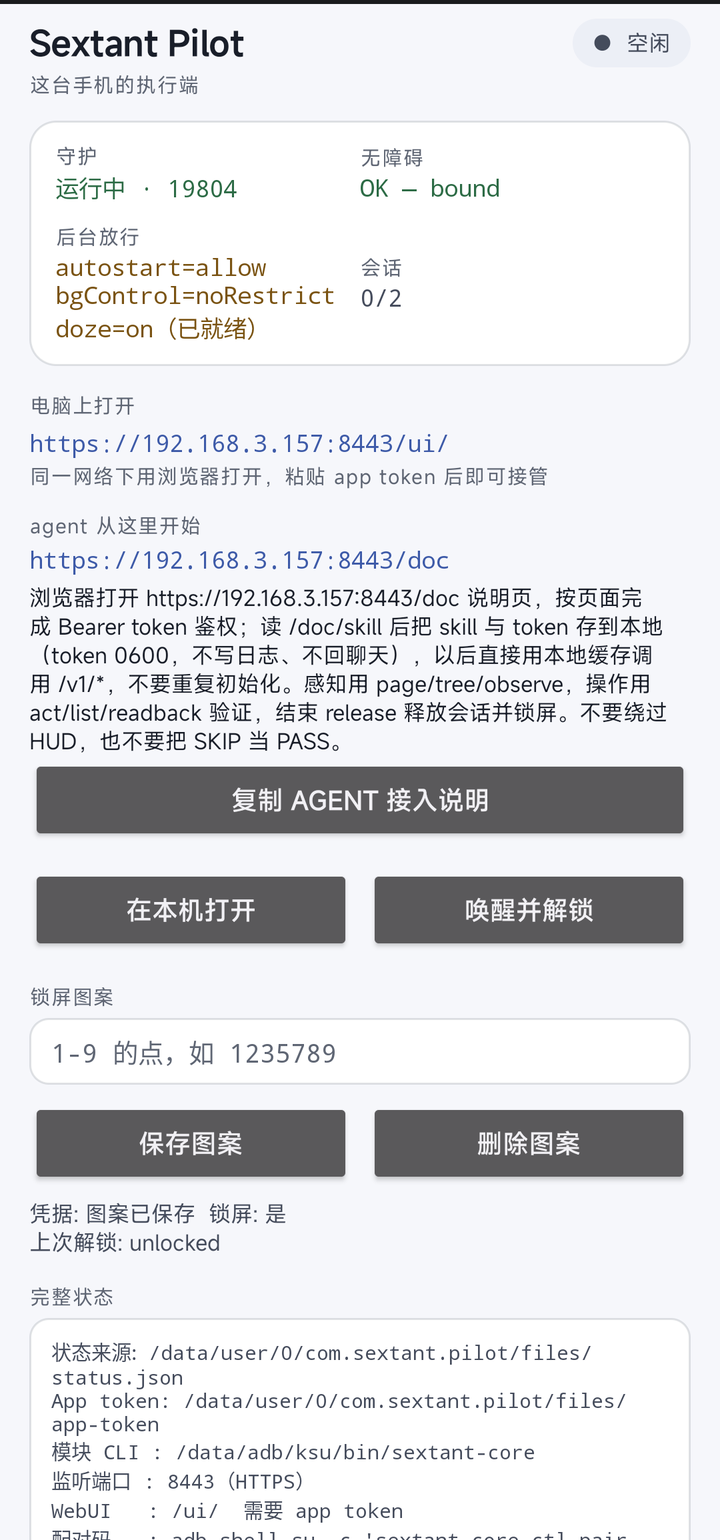 Sextant Pilot
空闲
这台手机的执行端
守护
无障碍
运行中 · 19804
OK — bound
后台放行
autostart=allow
bgControl=noRestrict
doze=on（已就绪）
会话
0/2
电脑上打开
https://192.168.3.157:8443/ui/
同一网络下用浏览器打开，粘贴 app token 后即可接管
agent 从这里开始
https://192.168.3.157:8443/doc
浏览器打开 https://192.168.3.157:8443/doc 说明页，按页面完
成 Bearer token 鉴权；读 /doc/skill 后把 skill 与 token 存到本地
（token 0600，不写日志、不回聊天），以后直接用本地缓存调
用 /v1/*，不要重复初始化。感知用 page/tree/observe，操作用
act/list/readback 验证，结束 release 释放会话并锁屏。不要绕过
HUD，也不要把 SKIP 当 PASS。
复制 AGENT 接入说明
在本机打开
唤醒并解锁
锁屏图案
1-9 的点，如 1235789
保存图案
删除图案
凭据: 图案已保存  锁屏: 是
上次解锁: unlocked
完整状态
状态来源: /data/user/0/com.sextant.pilot/files/
status.json
App token: /data/user/0/com.sextant.pilot/files/
app-token
模块 CLI : /data/adb/ksu/bin/sextant-core
监听端口 : 8443（HTTPS）
WebUI   : /ui/  需要 app token
配对码   : adb shell su -c 'sextant-core ctl pair